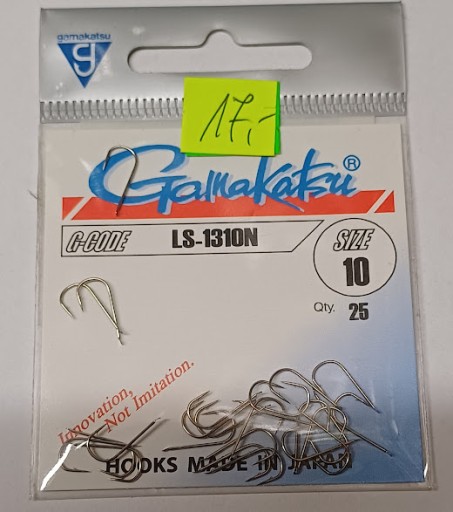 gamakatsu
g
17,-
Gamakatsu®
G-CODE LS-1310N
SIZE
10
Qty. 25
Innovation,
Not Imitation.
HOOKS MADE IN JAPAN